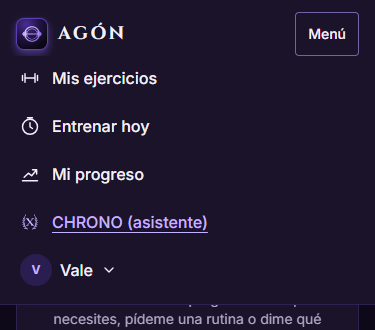 AGÓN
Menú
Mis ejercicios
Entrenar hoy
Mi progreso
CHRONO (asistente)
V Vale
necesites, pídeme una rutina o dime qué